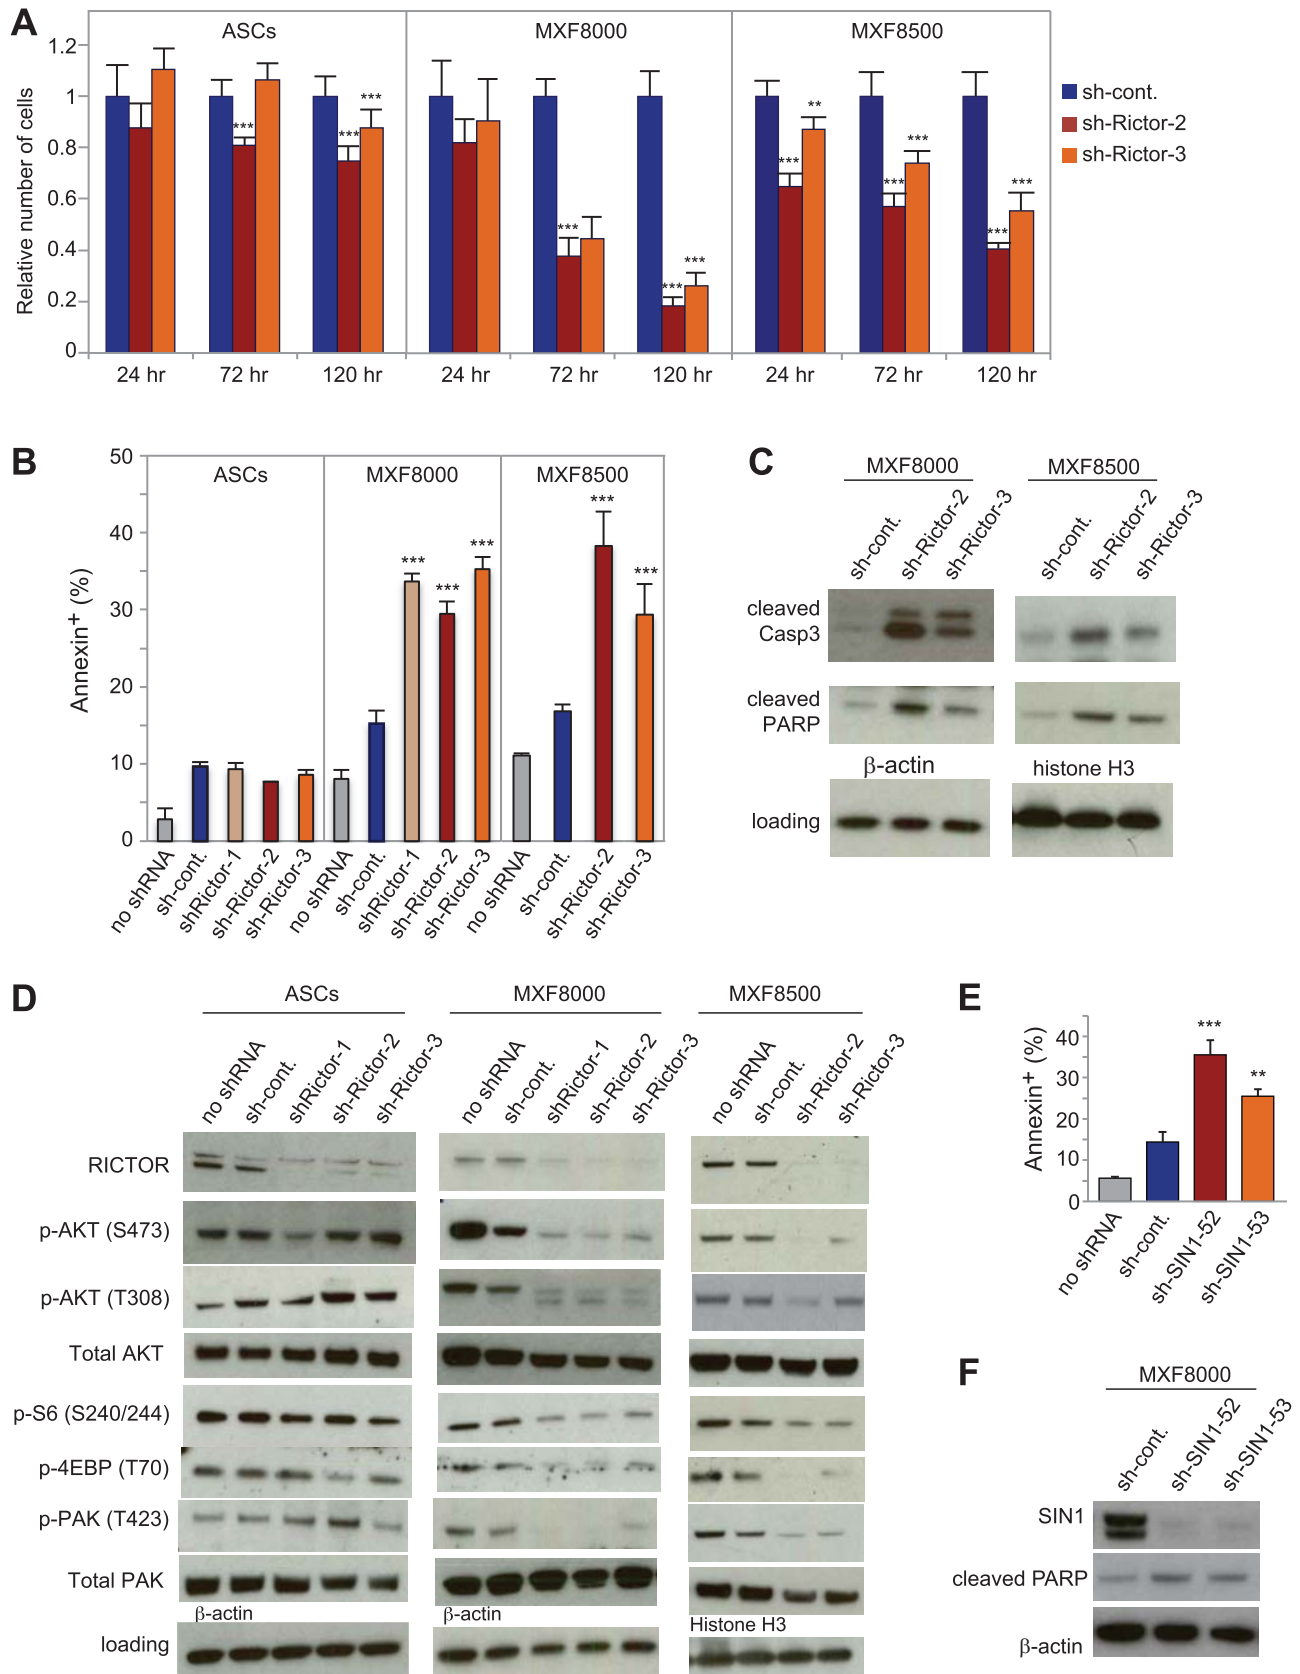 A
ASCs
MXF8000
MXF8500
Relative number of cells
1.2
1
0.8
0.6
0.4
0.2
0
***
***
***
***
***
***
***
**
***
***
***
***
24 hr
72 hr
120 hr
24 hr
72 hr
120 hr
24 hr
72 hr
120 hr
sh-cont.
sh-Rictor-2
sh-Rictor-3
B
ASCs
MXF8000
MXF8500
Annexin+ (%)
50
40
30
20
10
0
***
***
***
***
***
no shRNA
sh-cont.
shRictor-1
sh-Rictor-2
sh-Rictor-3
no shRNA
sh-cont.
shRictor-1
sh-Rictor-2
sh-Rictor-3
no shRNA
sh-cont.
sh-Rictor-2
sh-Rictor-3
C
MXF8000
MXF8500
sh-cont.
sh-Rictor-2
sh-Rictor-3
sh-cont.
sh-Rictor-2
sh-Rictor-3
cleaved
Casp3
cleaved
PARP
β-actin
histone H3
loading
D
ASCs
MXF8000
MXF8500
no shRNA
sh-cont.
shRictor-1
sh-Rictor-2
sh-Rictor-3
no shRNA
sh-cont.
shRictor-1
sh-Rictor-2
sh-Rictor-3
no shRNA
sh-cont.
sh-Rictor-2
sh-Rictor-3
RICTOR
p-AKT (S473)
p-AKT (T308)
Total AKT
p-S6 (S240/244)
p-4EBP (T70)
p-PAK (T423)
Total PAK
β-actin
β-actin
Histone H3
loading
E
Annexin+ (%)
40
30
20
10
0
***
**
no shRNA
sh-cont.
sh-SIN1-52
sh-SIN1-53
F
MXF8000
sh-cont.
sh-SIN1-52
sh-SIN1-53
SIN1
cleaved PARP
β-actin